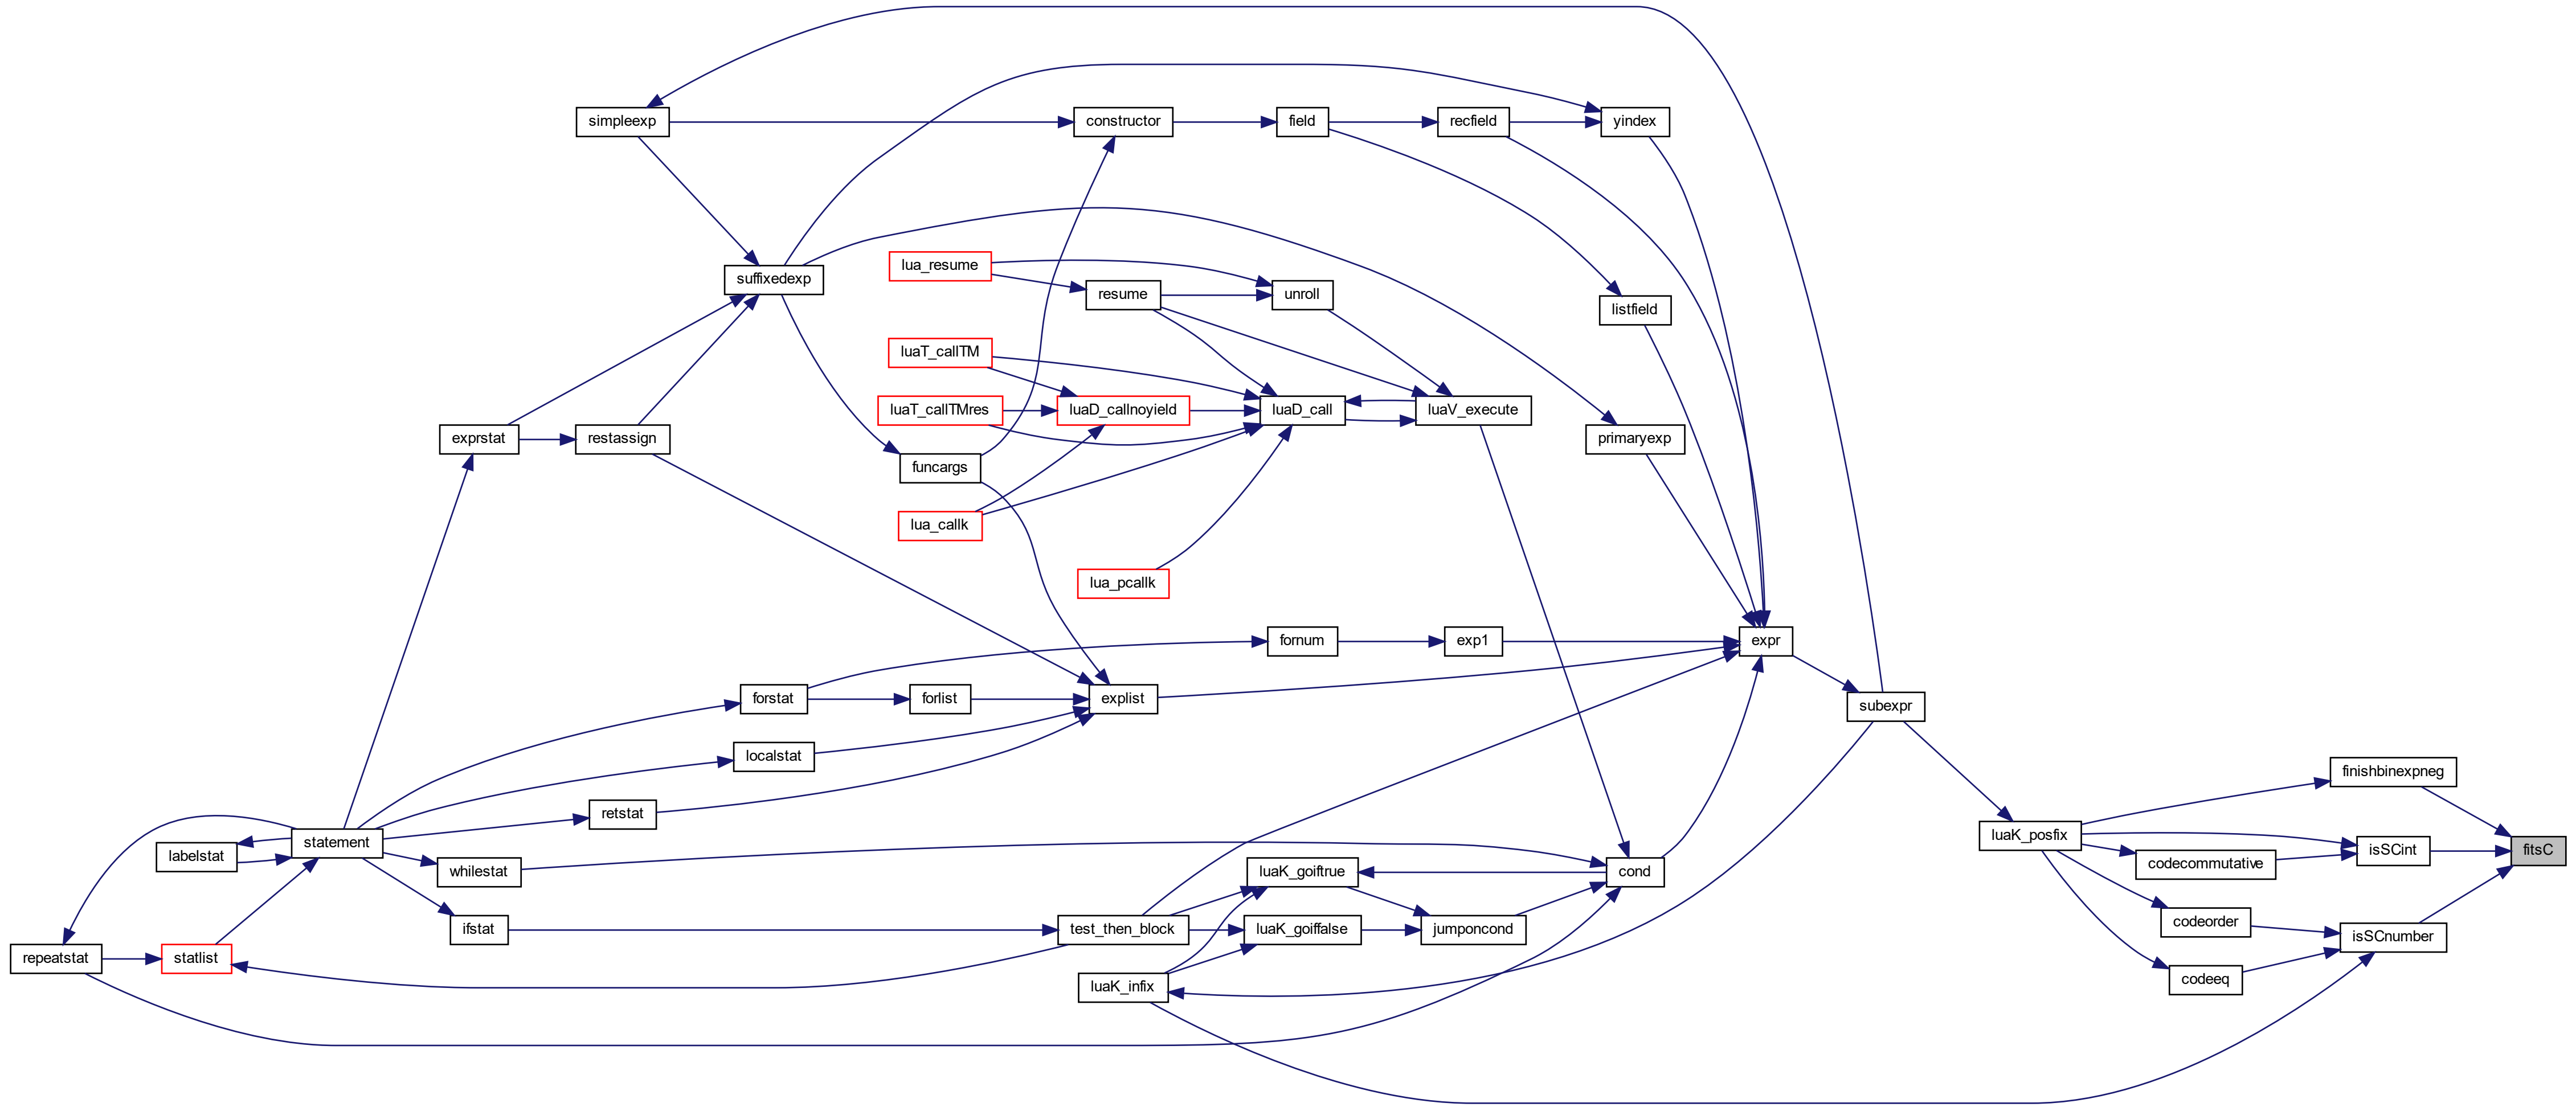 simpleexp
constructor
field
recfield
yindex
suffixedexp
lua_resume
resume
unroll
listfield
luaT_callTM
luaT_callTMres
luaD_callnoyield
luaD_call
luaV_execute
exprstat
restassign
primaryexp
funcargs
lua_callk
lua_pcallk
fornum
exp1
expr
forstat
forlist
explist
subexpr
localstat
finishbinexpneg
retstat
statement
luaK_posfix
isSCint
fitsC
labelstat
codecommutative
whilestat
luaK_goiftrue
cond
ifstat
test_then_block
luaK_goiffalse
jumponcond
codeorder
isSCnumber
repeatstat
statlist
luaK_infix
codeeq